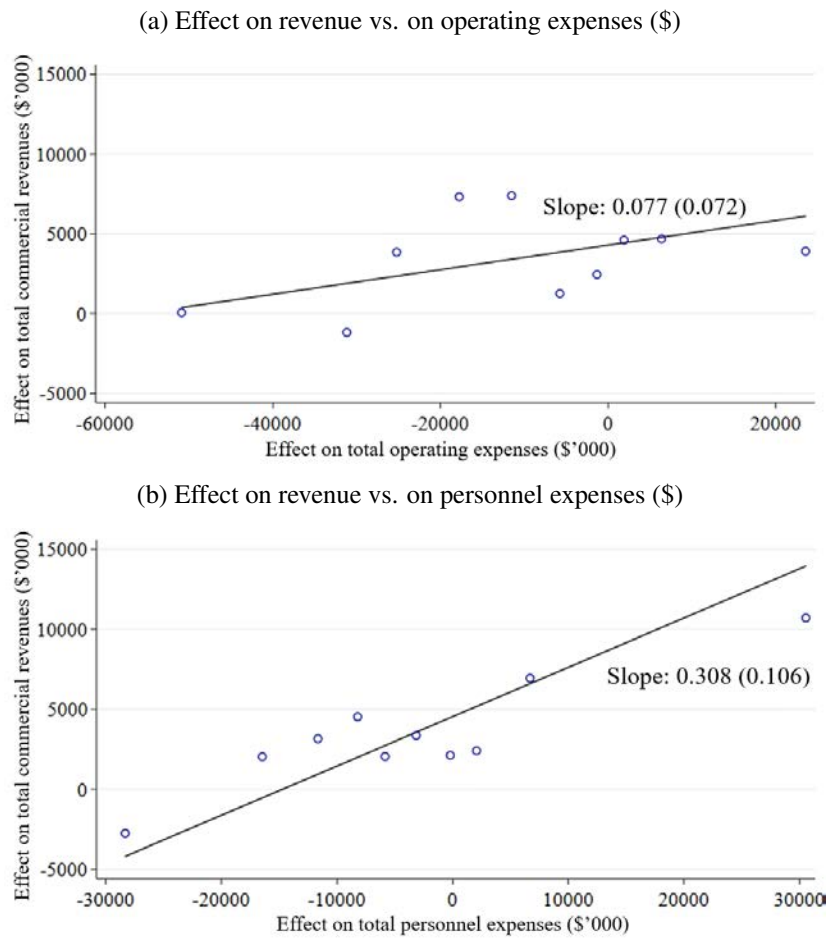 (a) Effect on revenue vs. on operating expenses ($)
Effect on total commercial revenues ($'000)
15000
10000
5000
0
-5000
Slope: 0.077 (0.072)
-60000 -40000 -20000 0 20000
Effect on total operating expenses ($'000)
(b) Effect on revenue vs. on personnel expenses ($)
Effect on total commercial revenues ($'000)
15000
10000
5000
0
-5000
Slope: 0.308 (0.106)
-30000 -20000 -10000 0 10000 20000 30000
Effect on total personnel expenses ($'000)